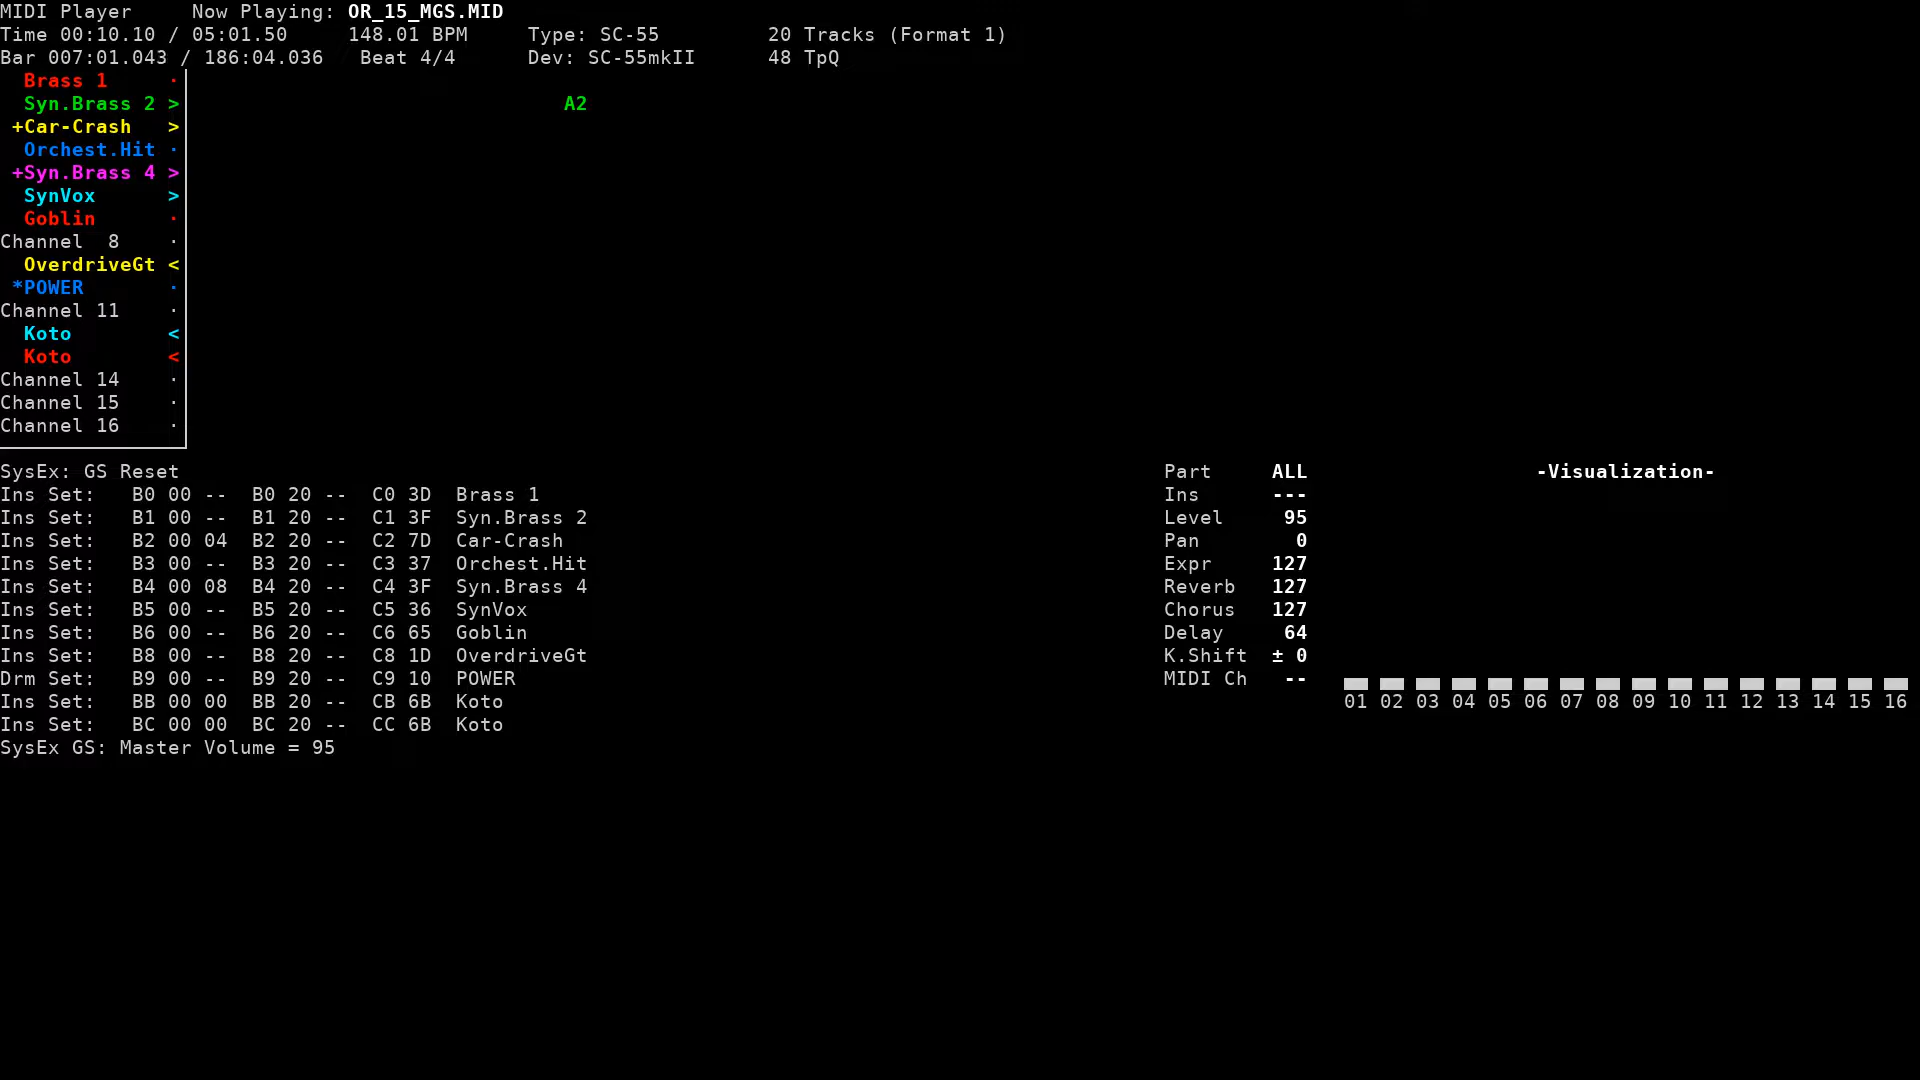 MIDI Player     Now Playing: OR_15_MGS.MID
Time 00:10.10 / 05:01.50     148.01 BPM     Type: SC-55         20 Tracks (Format 1)
Bar 007:01.043 / 186:04.036   Beat 4/4      Dev: SC-55mkII      48 TpQ
Brass 1 ·
Syn.Brass 2 > A2
+Car-Crash >
Orchest.Hit ·
+Syn.Brass 4 >
SynVox >
Goblin ·
Channel  8 ·
OverdriveGt <
*POWER ·
Channel 11 ·
Koto <
Koto <
Channel 14 ·
Channel 15 ·
Channel 16 ·
SysEx: GS Reset
Ins Set:   B0 00 --  B0 20 --  C0 3D  Brass 1
Ins Set:   B1 00 --  B1 20 --  C1 3F  Syn.Brass 2
Ins Set:   B2 00 04  B2 20 --  C2 7D  Car-Crash
Ins Set:   B3 00 --  B3 20 --  C3 37  Orchest.Hit
Ins Set:   B4 00 08  B4 20 --  C4 3F  Syn.Brass 4
Ins Set:   B5 00 --  B5 20 --  C5 36  SynVox
Ins Set:   B6 00 --  B6 20 --  C6 65  Goblin
Ins Set:   B8 00 --  B8 20 --  C8 1D  OverdriveGt
Drm Set:   B9 00 --  B9 20 --  C9 10  POWER
Ins Set:   BB 00 00  BB 20 --  CB 6B  Koto
Ins Set:   BC 00 00  BC 20 --  CC 6B  Koto
SysEx GS: Master Volume = 95
Part     ALL
Ins      ---
Level     95
Pan        0
Expr     127
Reverb   127
Chorus   127
Delay     64
K.Shift  ± 0
MIDI Ch   --
-Visualization-
01 02 03 04 05 06 07 08 09 10 11 12 13 14 15 16